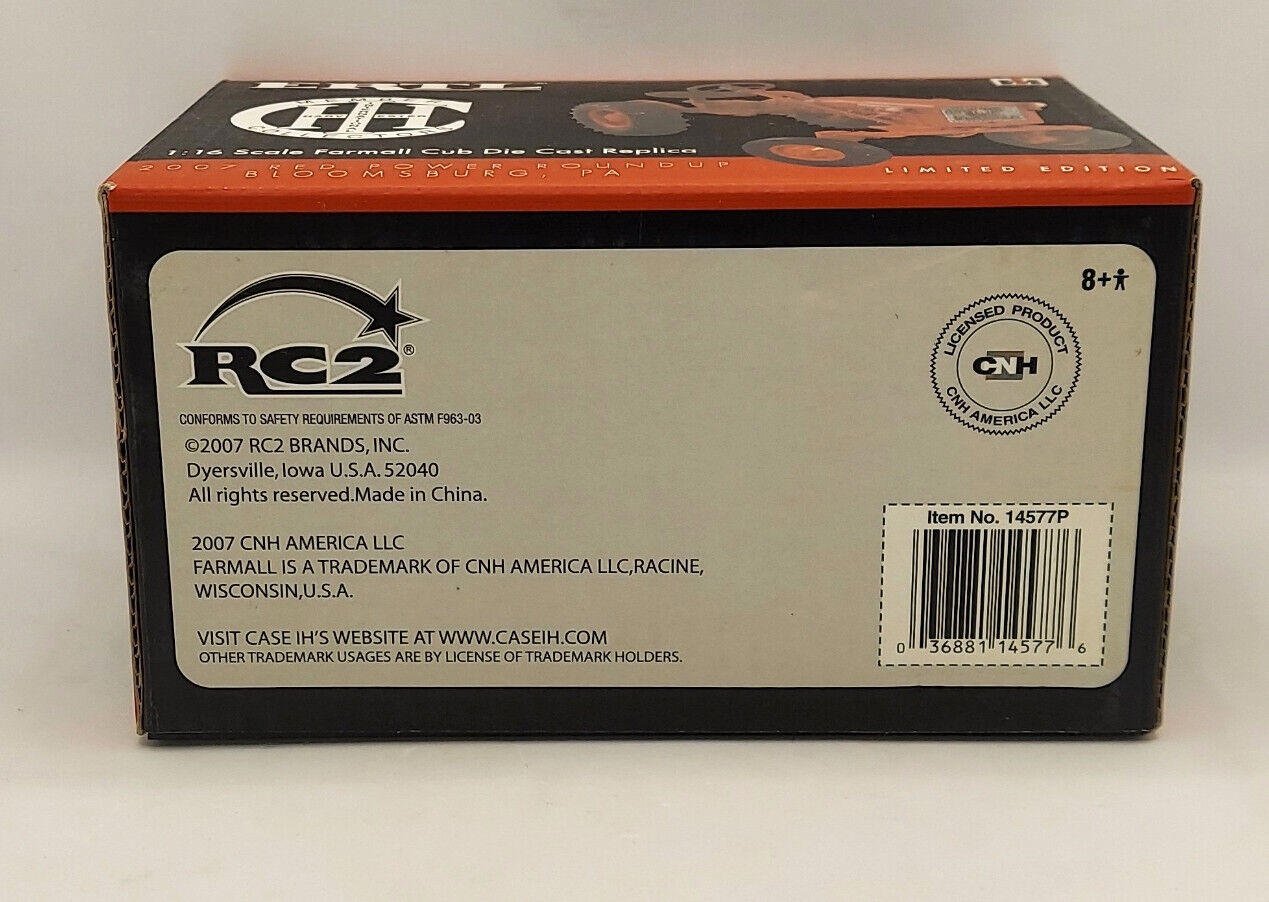 ERTL
1:16 Scale Farmall Cub Die Cast Replica
2007 RED POWER ROUNDUP
BLOOMSBURG, PA
LIMITED EDITION
8+
RC2®
LICENSED PRODUCT
CNH
CNH AMERICA LLC
CONFORMS TO SAFETY REQUIREMENTS OF ASTM F963-03
©2007 RC2 BRANDS, INC.
Dyersville, Iowa U.S.A. 52040
All rights reserved.Made in China.
2007 CNH AMERICA LLC
FARMALL IS A TRADEMARK OF CNH AMERICA LLC,RACINE,
WISCONSIN,U.S.A.
VISIT CASE IH'S WEBSITE AT WWW.CASEIH.COM
OTHER TRADEMARK USAGES ARE BY LICENSE OF TRADEMARK HOLDERS.
Item No. 14577P
0 36881 14577 6